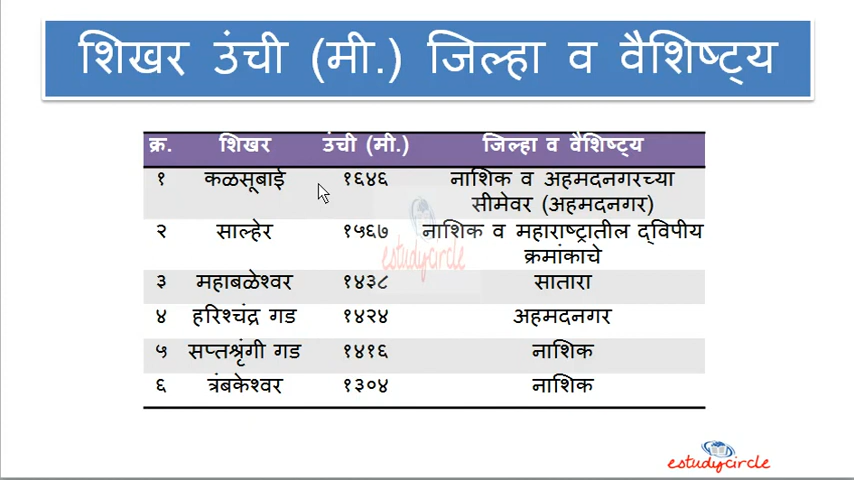 शिखर उंची (मी.) जिल्हा व वैशिष्ट्य
क्र. शिखर उंची (मी.) जिल्हा व वैशिष्ट्य
१ कळसूबाई १६४६ नाशिक व अहमदनगरच्या
सीमेवर (अहमदनगर)
२ साल्हेर १५६७ नाशिक व महाराष्ट्रातील द्विपीय
क्रमांकाचे
३ महाबळेश्वर १४३८ सातारा
४ हरिश्चंद्र गड १४२४ अहमदनगर
५ सप्तश्रृंगी गड १४१६ नाशिक
६ त्रंबकेश्वर १३०४ नाशिक
estudycircle
estudycircle